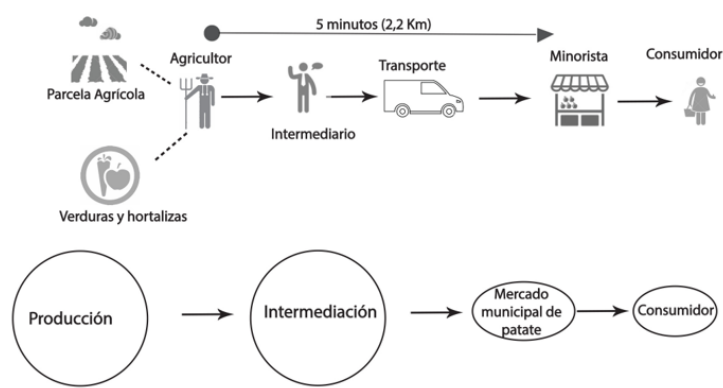 5 minutos (2,2 Km)
Agricultor
Transporte
Minorista
Consumidor
Parcela Agrícola
Intermediario
Verduras y hortalizas
Producción
Intermediación
Mercado
municipal de
patate
Consumidor